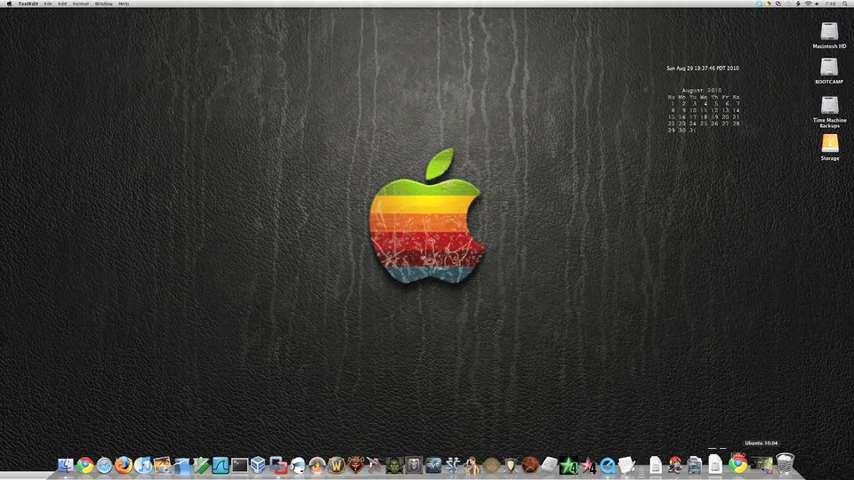 TextEdit File Edit Format Window Help
7:38
Macintosh HD
BOOTCAMP
Time Machine
Backups
Storage
Sun Aug 29 19:37:46 PDT 2010
August 2010
Su Mo Tu We Th Fr Sa
1 2 3 4 5 6 7
8 9 10 11 12 13 14
15 16 17 18 19 20 21
22 23 24 25 26 27 28
29 30 31
Ubuntu 10.04